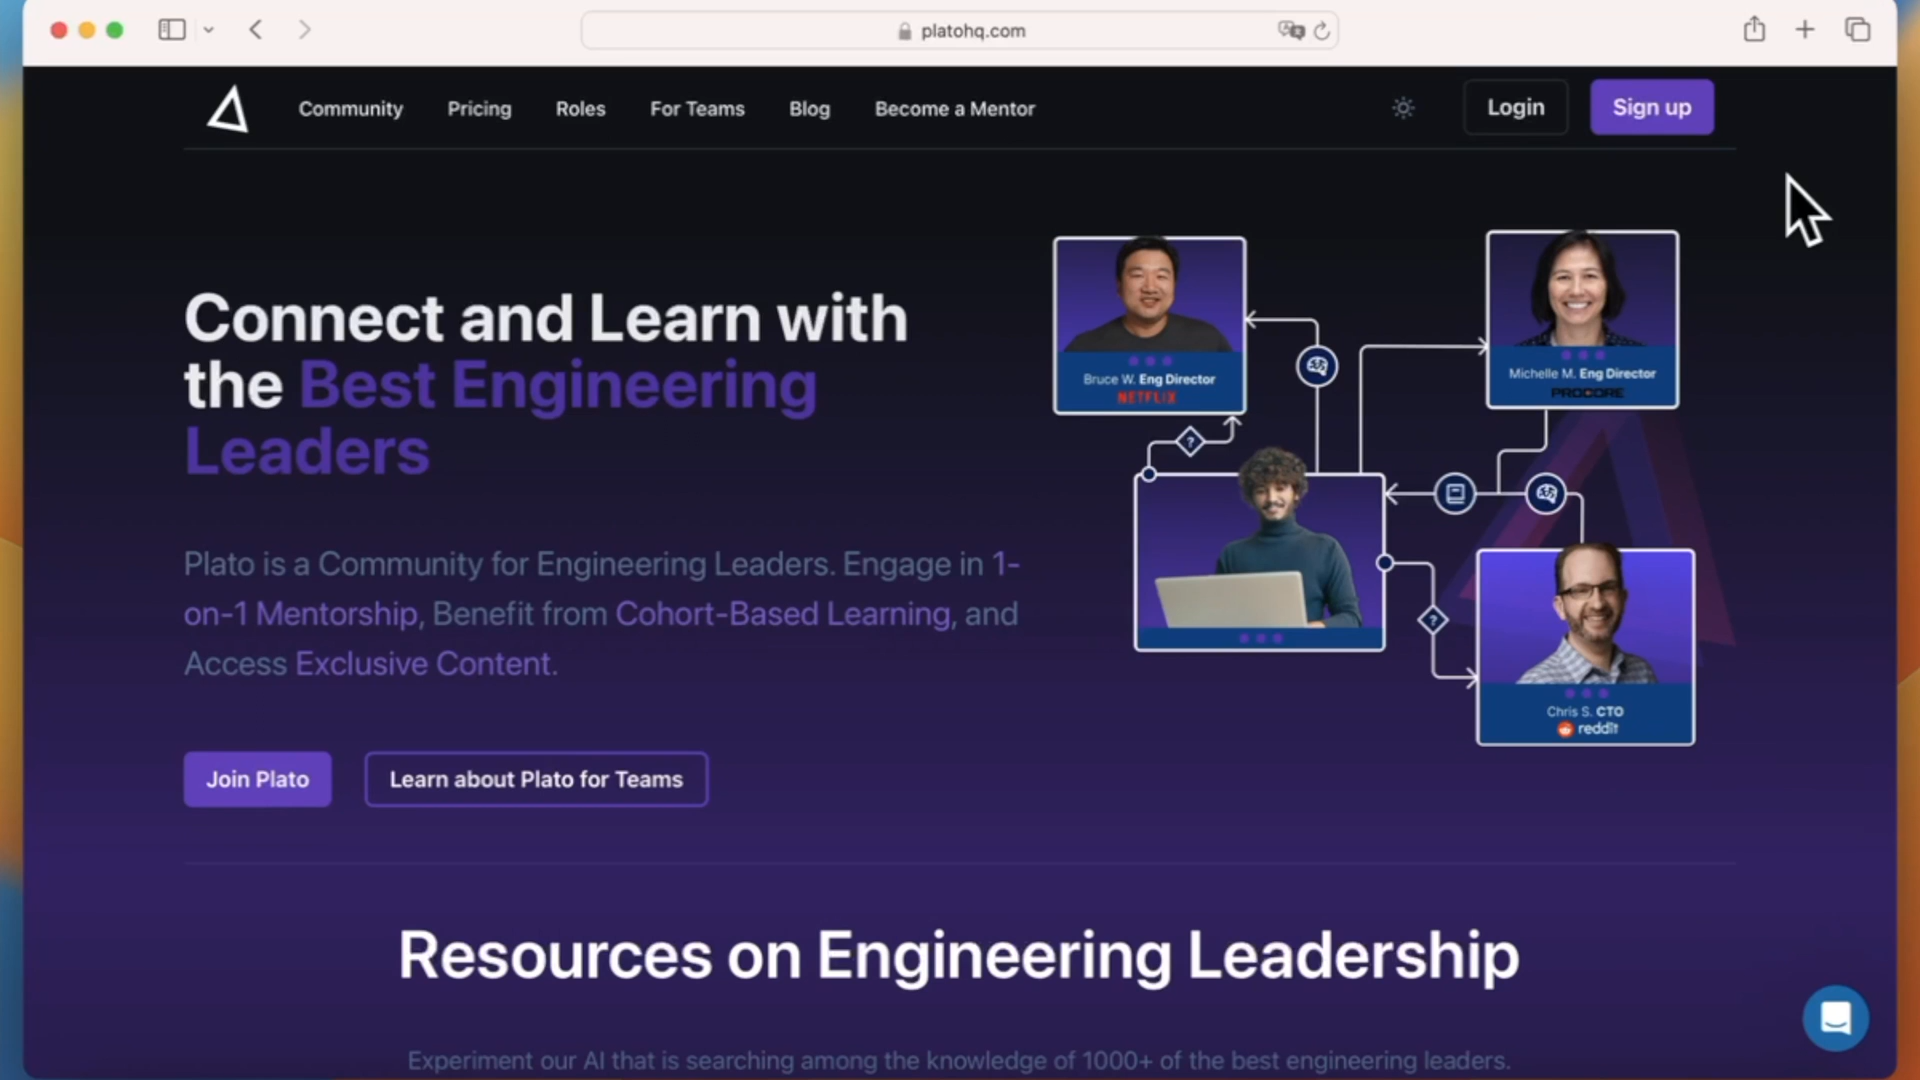 platohq.com
Community Pricing Roles For Teams Blog Become a Mentor Login Sign up
Connect and Learn with
the Best Engineering
Leaders
Plato is a Community for Engineering Leaders. Engage in 1-
on-1 Mentorship, Benefit from Cohort-Based Learning, and
Access Exclusive Content.
Join Plato Learn about Plato for Teams
Bruce W. Eng Director
NETFLIX
Michelle M. Eng Director
PROCORE
?
?
Chris S. CTO
reddit
Resources on Engineering Leadership
Experiment our AI that is searching among the knowledge of 1000+ of the best engineering leaders.